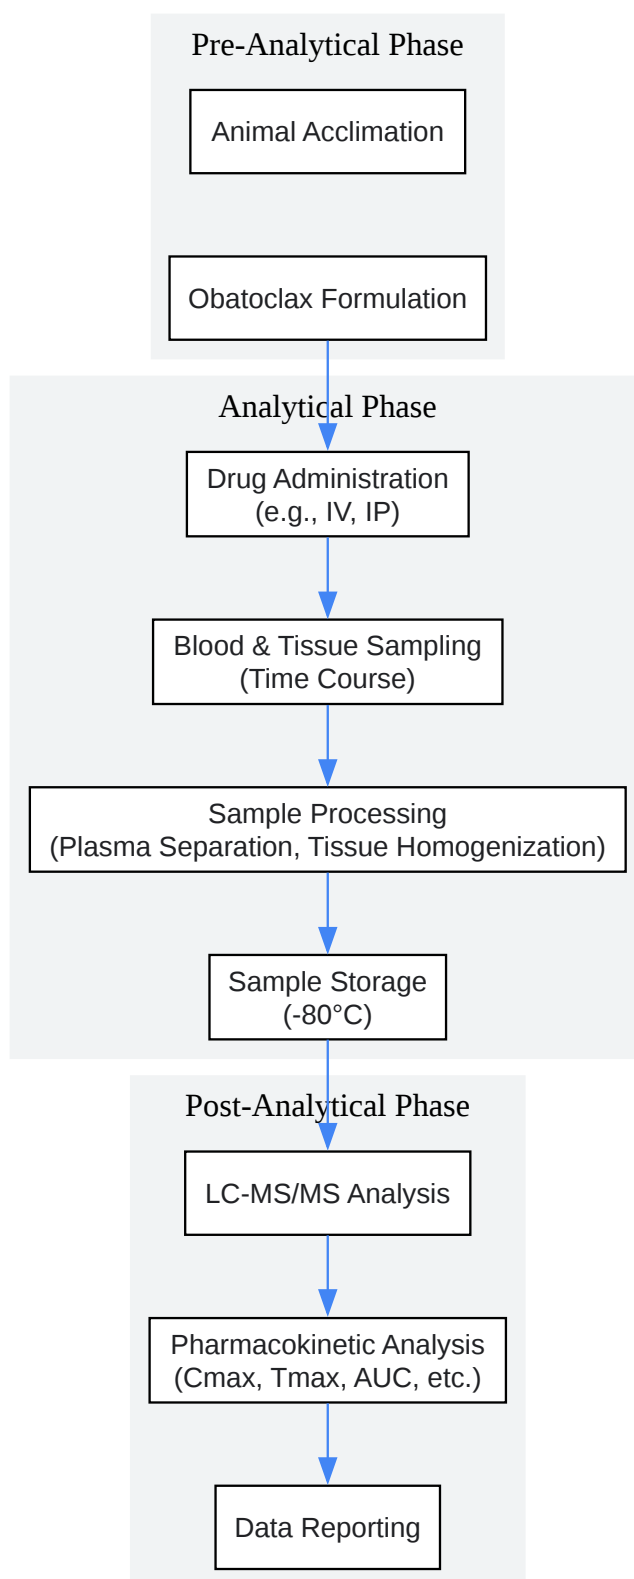 Pre-Analytical Phase
Animal Acclimation
Obatoclax Formulation
Analytical Phase
Drug Administration
(e.g., IV, IP)
Blood & Tissue Sampling
(Time Course)
Sample Processing
(Plasma Separation, Tissue Homogenization)
Sample Storage
(-80°C)
Post-Analytical Phase
LC-MS/MS Analysis
Pharmacokinetic Analysis
(Cmax, Tmax, AUC, etc.)
Data Reporting